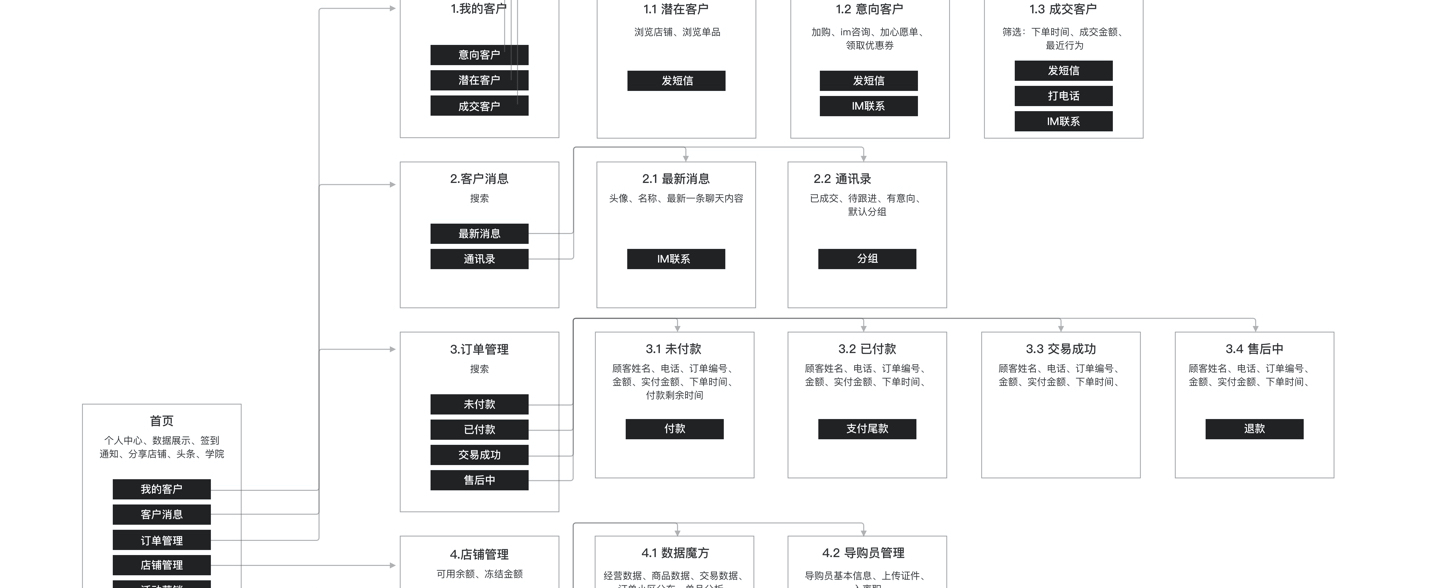 1.我的客户
意向客户
潜在客户
成交客户
1.1 潜在客户
浏览店铺、浏览单品
发短信
1.2 意向客户
加购、im咨询、加心愿单、
领取优惠券
发短信
IM联系
1.3 成交客户
筛选：下单时间、成交金额、
最近行为
发短信
打电话
IM联系
2.客户消息
搜索
最新消息
通讯录
2.1 最新消息
头像、名称、最新一条聊天内容
IM联系
2.2 通讯录
已成交、待跟进、有意向、
默认分组
分组
3.订单管理
搜索
未付款
已付款
交易成功
售后中
3.1 未付款
顾客姓名、电话、订单编号、
金额、实付金额、下单时间、
付款剩余时间
付款
3.2 已付款
顾客姓名、电话、订单编号、
金额、实付金额、下单时间、
支付尾款
3.3 交易成功
顾客姓名、电话、订单编号、
金额、实付金额、下单时间、
3.4 售后中
顾客姓名、电话、订单编号、
金额、实付金额、下单时间、
退款
首页
个人中心、数据展示、签到
通知、分享店铺、头条、学院
我的客户
客户消息
订单管理
店铺管理
4.店铺管理
可用余额、冻结金额
4.1 数据魔方
经营数据、商品数据、交易数据、
4.2 导购员管理
导购员基本信息、上传证件、